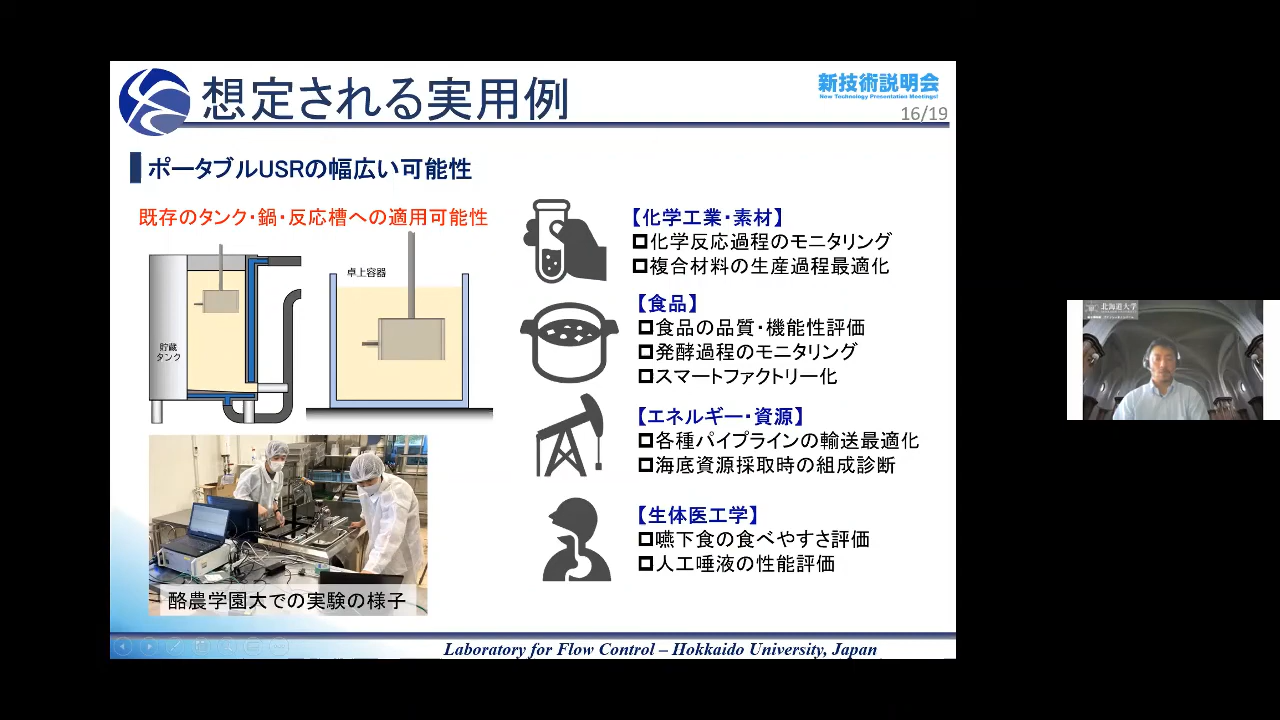 想定される実用例
新技術説明会
New Technology Presentation Meetings!
16/19
ポータブルUSRの幅広い可能性
既存のタンク・鍋・反応槽への適用可能性
貯蔵
タンク
卓上容器
酪農学園大での実験の様子
【化学工業・素材】
化学反応過程のモニタリング
複合材料の生産過程最適化
【食品】
食品の品質・機能性評価
発酵過程のモニタリング
スマートファクトリー化
【エネルギー・資源】
各種パイプラインの輸送最適化
海底資源採取時の組成診断
【生体医工学】
嚥下食の食べやすさ評価
人工唾液の性能評価
Laboratory for Flow Control – Hokkaido University, Japan
北海道大学